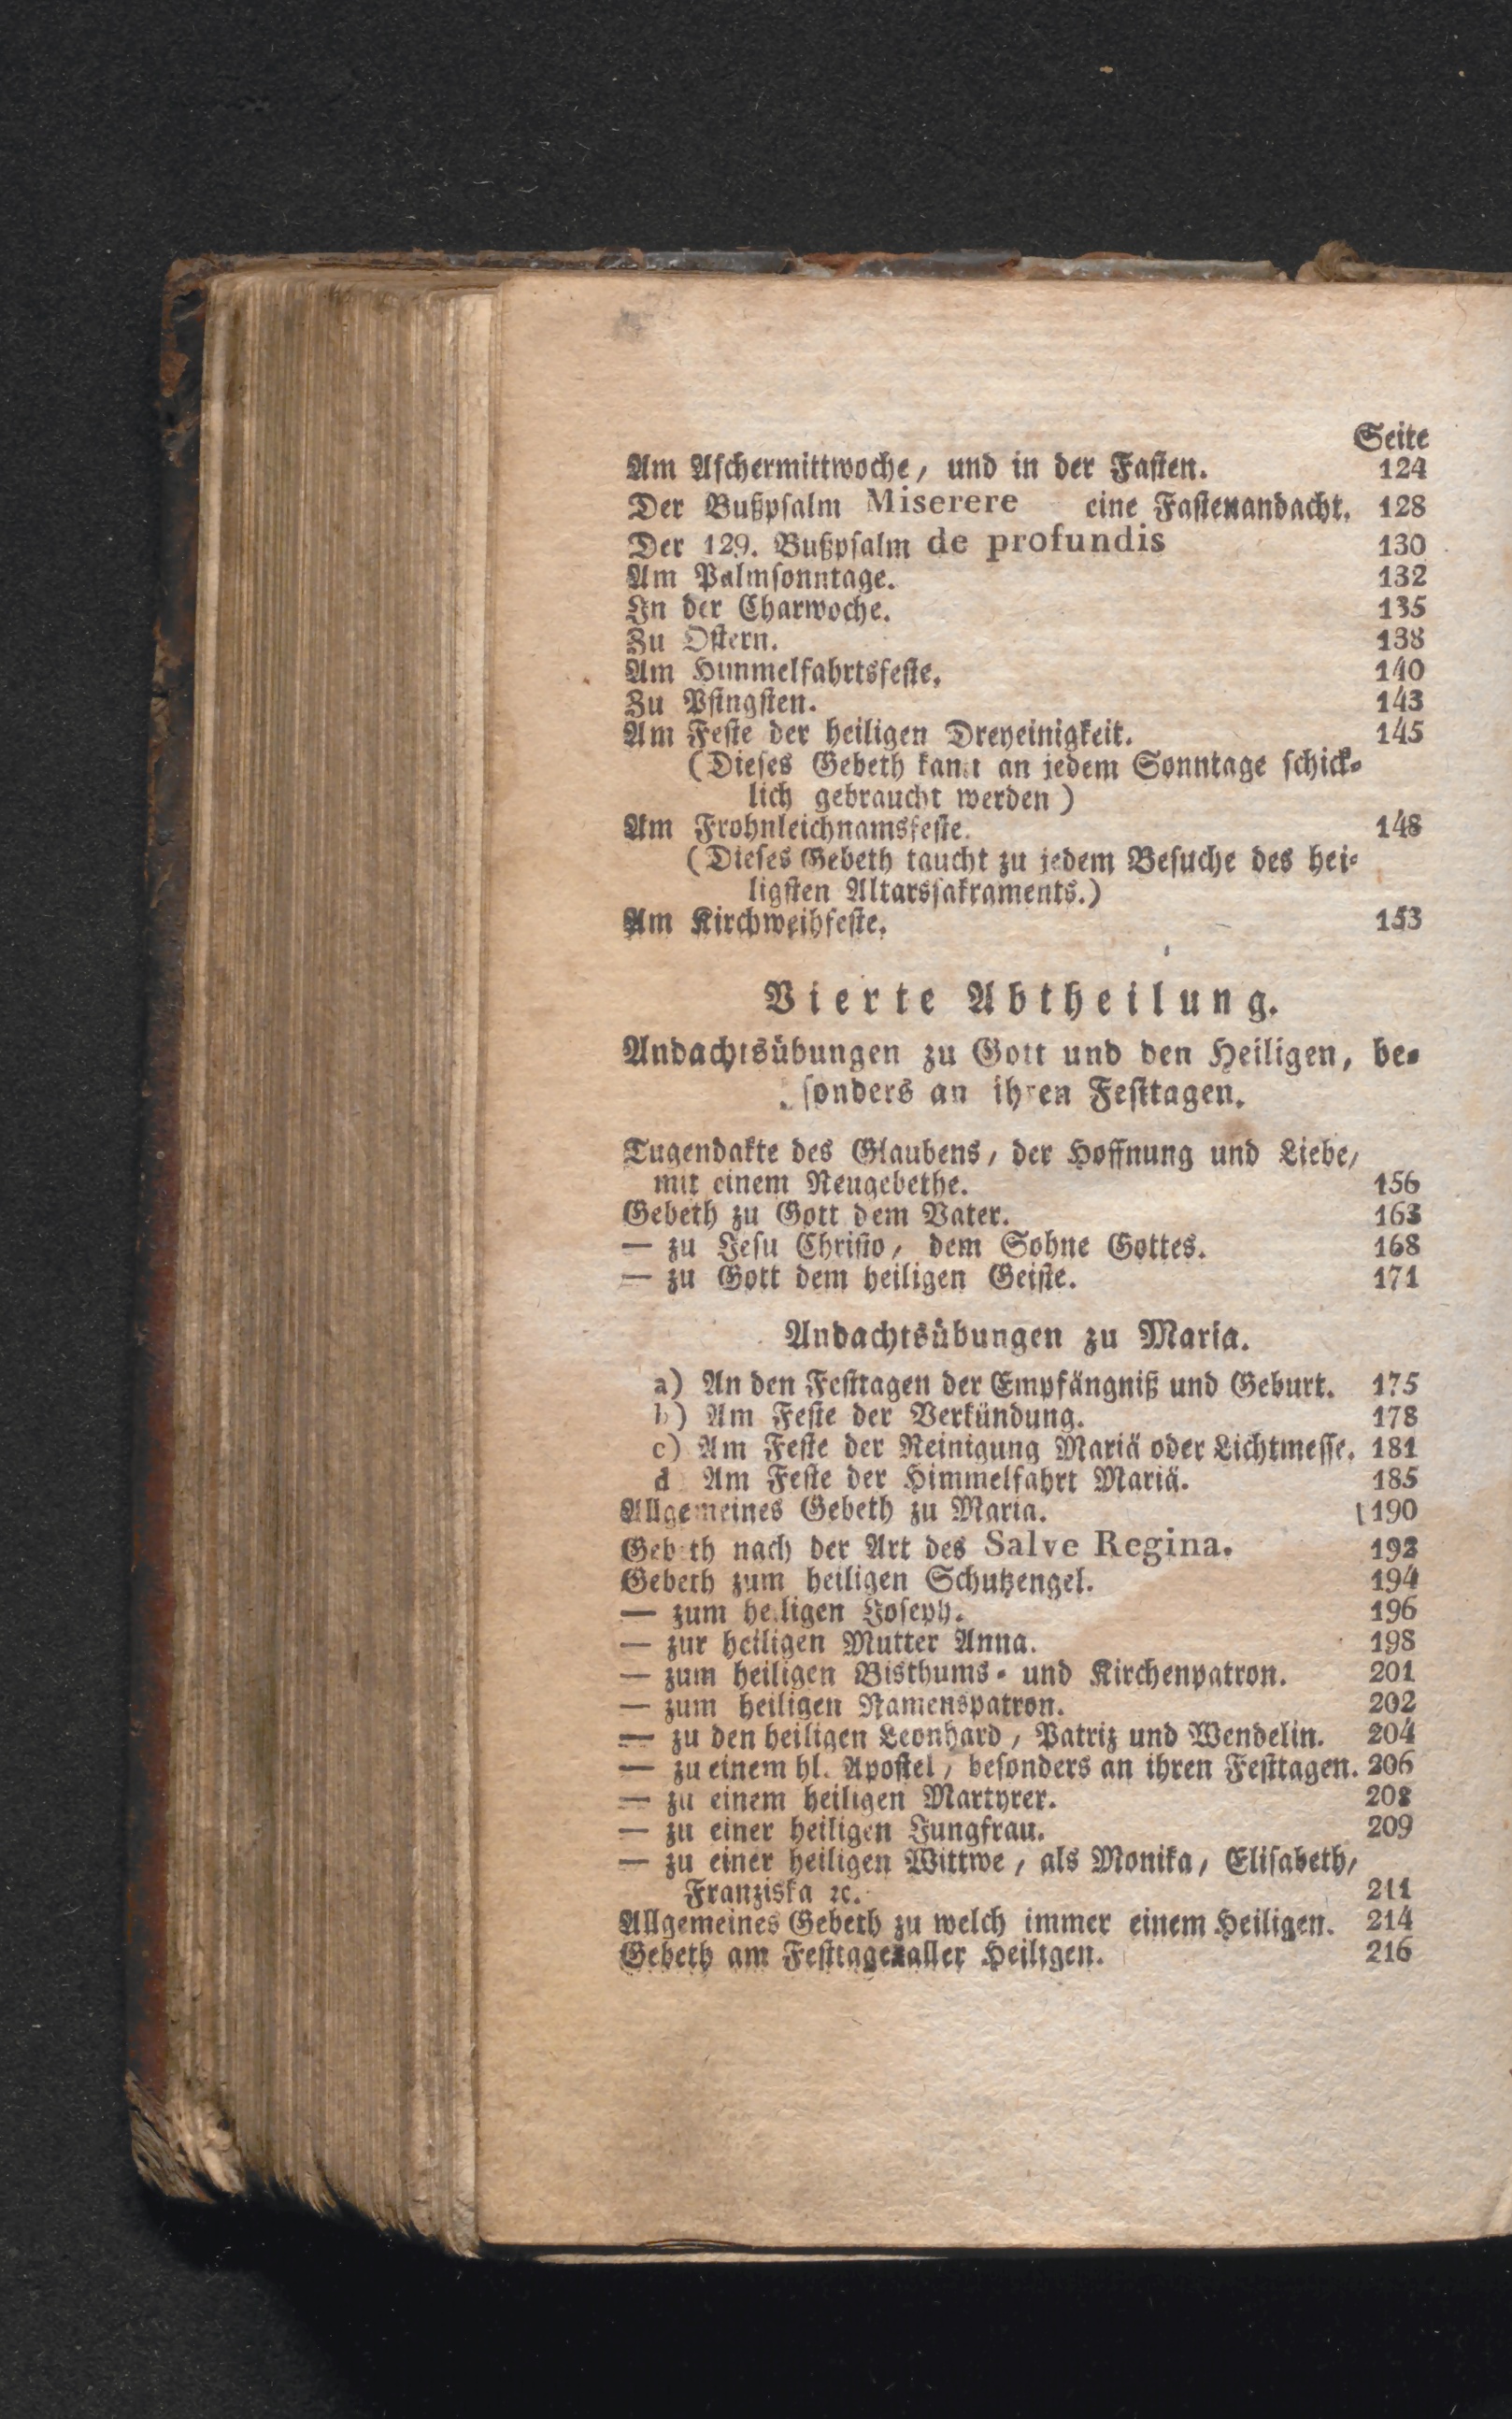 Seite
Am Aschermittwoche, und in der Fasten. 124
Der Bußpsalm Miserere eine Fastenandacht. 128
Der 129. Bußpsalm de profundis 130
Am Palmsonntage. 132
In der Charwoche. 135
Zu Ostern. 138
Am Himmelfahrtsfeste. 140
Zu Pfingsten. 143
Am Feste der heiligen Dreyeinigkeit. 145
(Dieses Gebeth kann an jedem Sonntage schick-
lich gebraucht werden)
Am Frohnleichnamsfeste. 148
(Dieses Gebeth taucht zu jedem Besuche des hei-
ligsten Altarssakraments.)
Am Kirchweihfeste. 153
Vierte Abtheilung.
Andachtsübungen zu Gott und den Heiligen, be-
sonders an ihren Festtagen.
Tugendakte des Glaubens, der Hoffnung und Liebe,
mit einem Reugebethe. 156
Gebeth zu Gott dem Vater. 163
— zu Jesu Christo, dem Sohne Gottes. 168
— zu Gott dem heiligen Geiste. 171
Andachtsübungen zu Maria.
a) An den Festtagen der Empfängniß und Geburt. 175
b) Am Feste der Verkündung. 178
c) Am Feste der Reinigung Mariä oder Lichtmesse. 181
d Am Feste der Himmelfahrt Mariä. 185
Allgemeines Gebeth zu Maria. 190
Gebeth nach der Art des Salve Regina. 192
Gebeth zum heiligen Schutzengel. 194
— zum heiligen Joseph. 196
— zur heiligen Mutter Anna. 198
— zum heiligen Bisthums- und Kirchenpatron. 201
— zum heiligen Namenspatron. 202
— zu den heiligen Leonhard, Patriz und Wendelin. 204
— zu einem hl. Apostel, besonders an ihren Festtagen. 206
— zu einem heiligen Martyrer. 208
— zu einer heiligen Jungfrau. 209
— zu einer heiligen Wittwe, als Monika, Elisabeth,
Franziska ꝛc. 211
Allgemeines Gebeth zu welch immer einem Heiligen. 214
Gebeth am Festtage aller Heiligen. 216